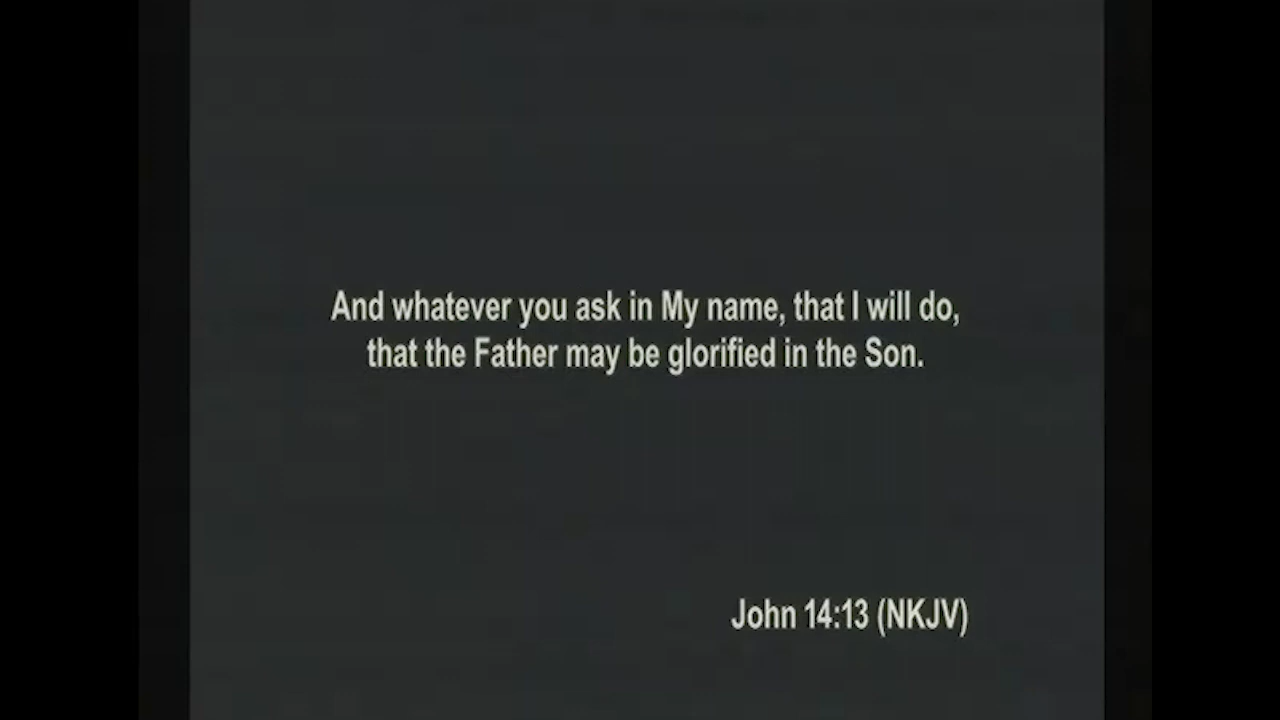 And whatever you ask in My name, that I will do,
that the Father may be glorified in the Son.
John 14:13 (NKJV)